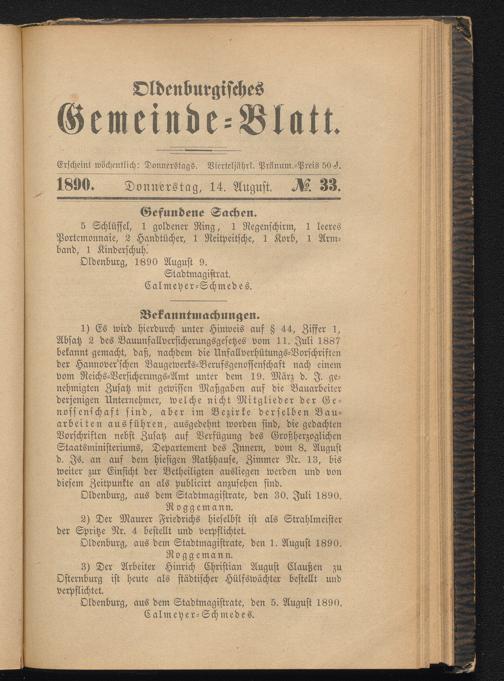 Oldenburgisches
Gemeinde-Blatt.
Erscheint wöchentlich: Donnerstags. Vierteljährl. Pränum.-Preis 50 ₰.
1890. Donnerstag, 14. August. № 33.
Gefundene Sachen.
5 Schlüssel, 1 goldener Ring, 1 Regenschirm, 1 leeres
Portemonnaie, 2 Handtücher, 1 Reitpeitsche, 1 Korb, 1 Arm-
band, 1 Kinderschuh.
Oldenburg, 1890 August 9.
Stadtmagistrat.
Calmeyer-Schmedes.
Bekanntmachungen.
1) Es wird hierdurch unter Hinweis auf § 44, Ziffer 1,
Absatz 2 des Bauunfallversicherungsgesetzes vom 11. Juli 1887
bekannt gemacht, daß, nachdem die Unfallverhütungs-Vorschriften
der Hannover'schen Baugewerks-Berufsgenossenschaft nach einem
vom Reichs-Versicherungs-Amt unter dem 19. März d. J. ge-
nehmigten Zusatz mit gewissen Maßgaben auf die Bauarbeiter
derjenigen Unternehmer, welche nicht Mitglieder der Ge-
nossenschaft sind, aber im Bezirke derselben Bau-
arbeiten ausführen, ausgedehnt worden sind, die gedachten
Vorschriften nebst Zusatz auf Verfügung des Großherzoglichen
Staatsministeriums, Departement des Innern, vom 8. August
d. Js. an auf dem hiesigen Rathhause, Zimmer Nr. 13, bis
weiter zur Einsicht der Betheiligten ausliegen werden und von
diesem Zeitpunkte an als publicirt anzusehen sind.
Oldenburg, aus dem Stadtmagistrate, den 30. Juli 1890.
Roggemann.
2) Der Maurer Friedrichs hieselbst ist als Strahlmeister
der Spritze Nr. 4 bestellt und verpflichtet.
Oldenburg, aus dem Stadtmagistrate, den 1. August 1890.
Roggemann.
3) Der Arbeiter Hinrich Christian August Claußen zu
Osternburg ist heute als städtischer Hülfswächter bestellt und
verpflichtet.
Oldenburg, aus dem Stadtmagistrate, den 5. August 1890.
Calmeyer-Schmedes.